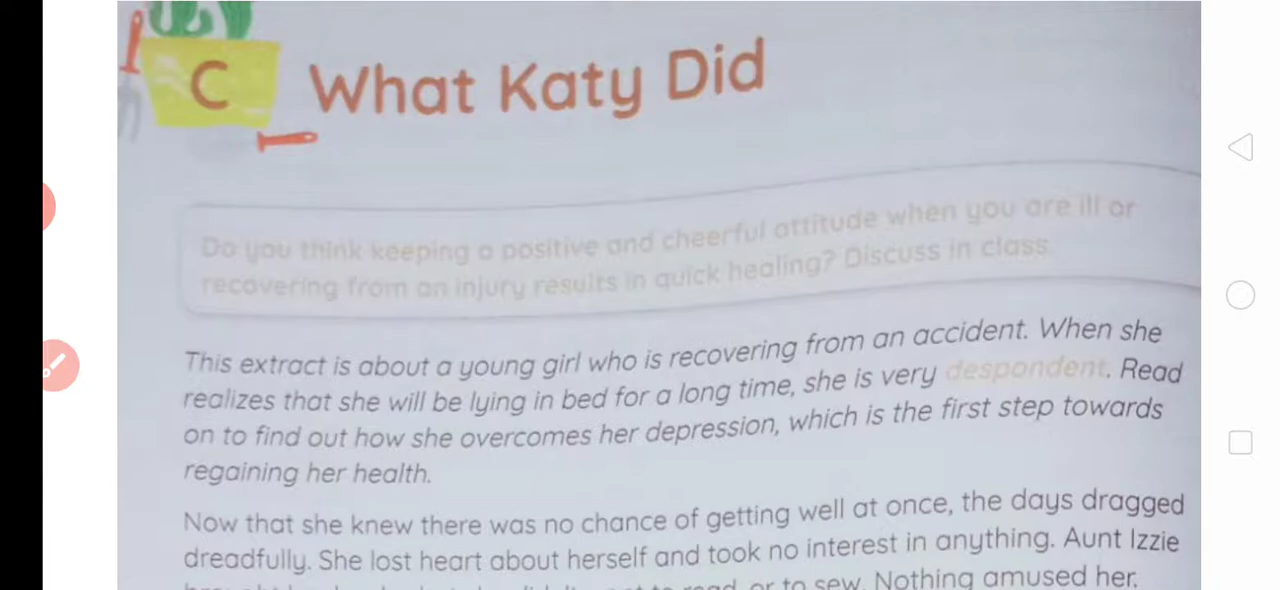 C What Katy Did
Do you think keeping a positive and cheerful attitude when you are ill or
recovering from an injury results in quick healing? Discuss in class.
This extract is about a young girl who is recovering from an accident. When she
realizes that she will be lying in bed for a long time, she is very despondent. Read
on to find out how she overcomes her depression, which is the first step towards
regaining her health.
Now that she knew there was no chance of getting well at once, the days dragged
dreadfully. She lost heart about herself and took no interest in anything. Aunt Izzie
or to sew. Nothing amused her.